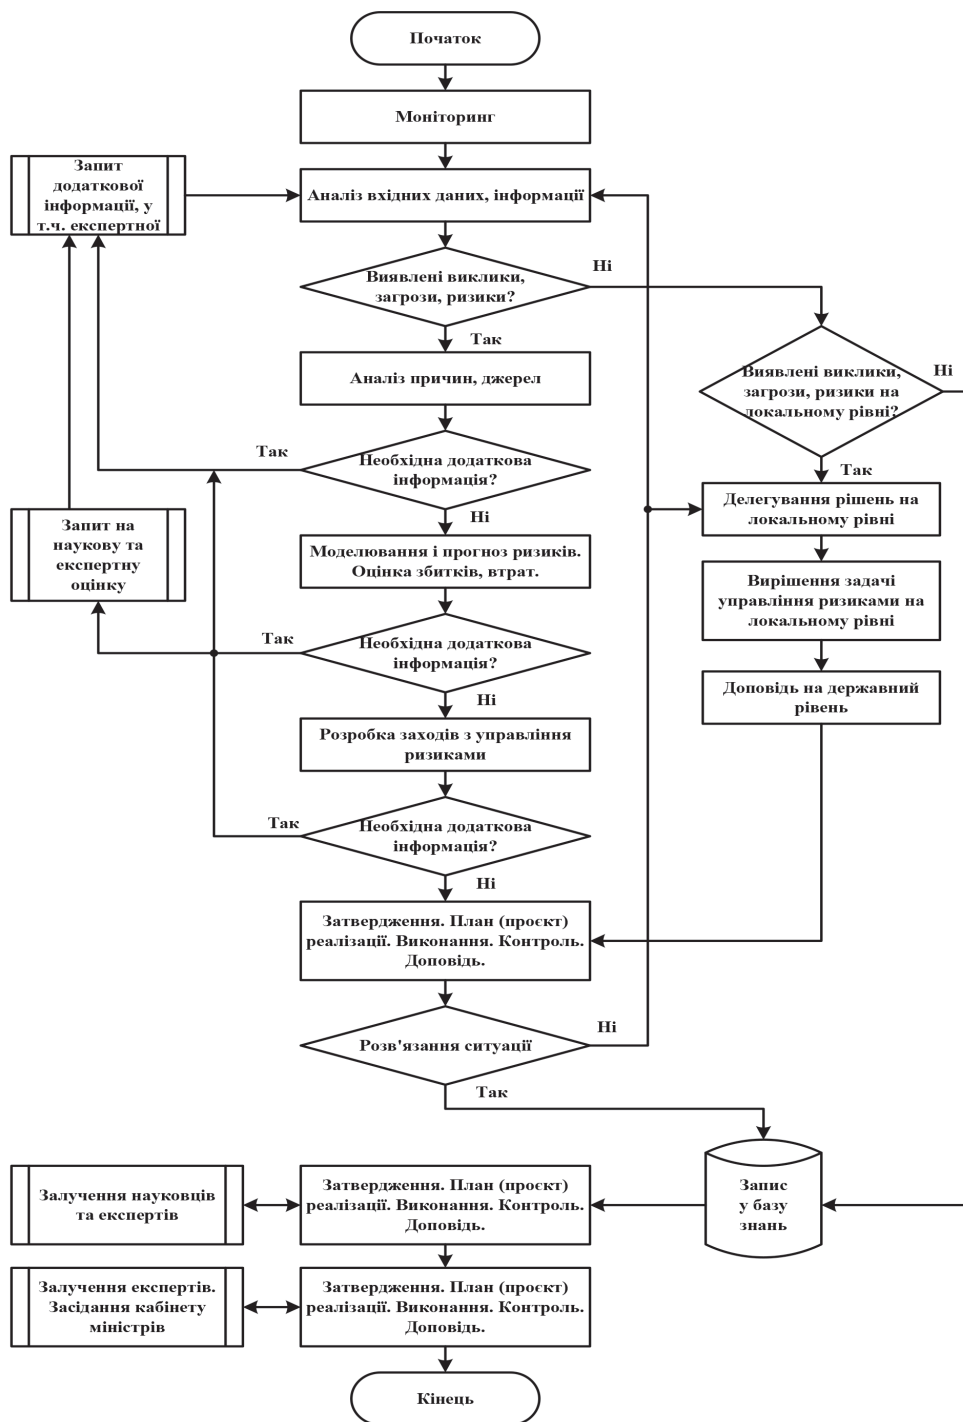 Початок
Моніторинг
Запит
додаткової
інформації, у
т.ч. експертної
Аналіз вхідних даних, інформації
Виявлені виклики,
загрози, ризики?
Ні
Так
Виявлені виклики,
загрози, ризики на
локальному рівні?
Ні
Аналіз причин, джерел
Так
Необхідна додаткова
інформація?
Так
Делегування рішень на
локальному рівні
Ні
Запит на
наукову та
експертну
оцінку
Моделювання і прогноз ризиків.
Оцінка збитків, втрат.
Вирішення задачі
управління ризиками на
локальному рівні
Так
Необхідна додаткова
інформація?
Ні
Доповідь на державний
рівень
Розробка заходів з управління
ризиками
Так
Необхідна додаткова
інформація?
Ні
Затвердження. План (проєкт)
реалізації. Виконання. Контроль.
Доповідь.
Розв'язання ситуації
Ні
Так
Запис
у базу
знань
Залучення науковців
та експертів
Затвердження. План (проєкт)
реалізації. Виконання. Контроль.
Доповідь.
Залучення експертів.
Засідання кабінету
міністрів
Затвердження. План (проєкт)
реалізації. Виконання. Контроль.
Доповідь.
Кінець